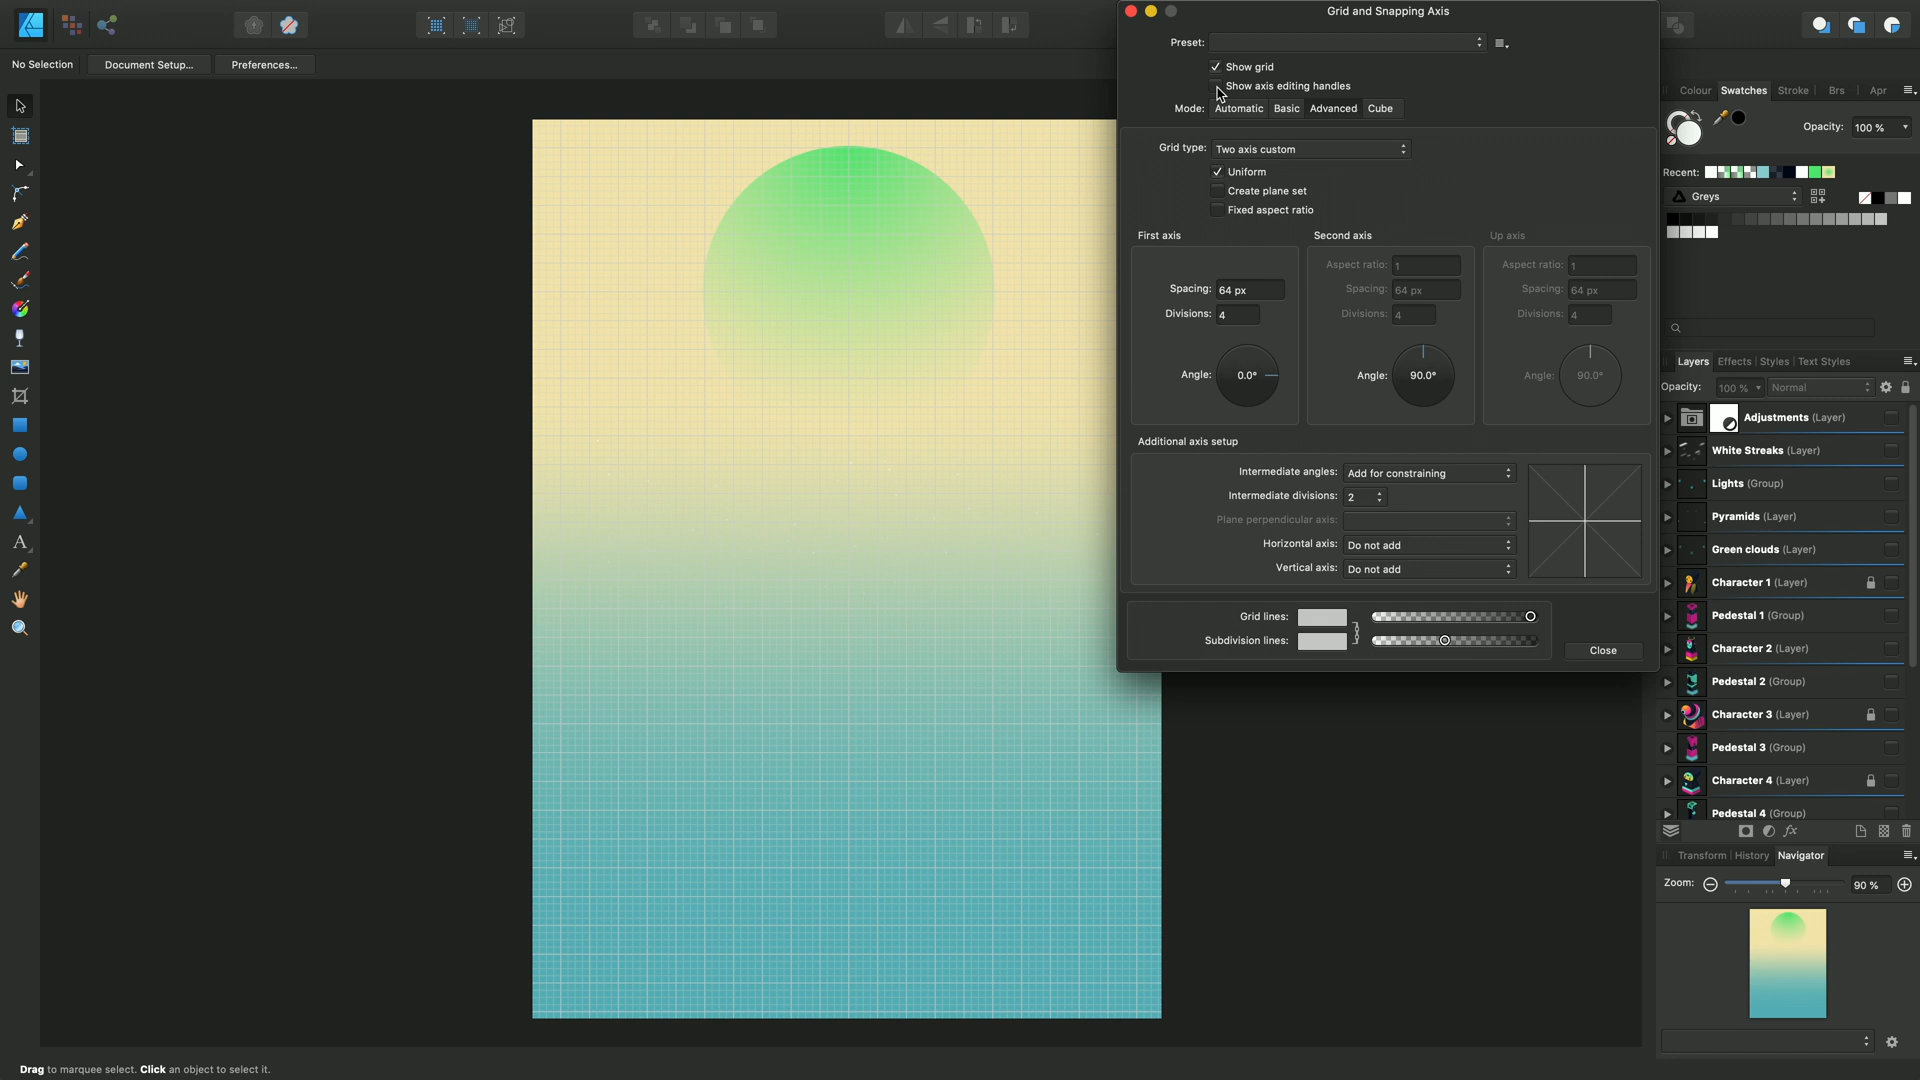 Grid and Snapping Axis
Preset:
Show grid
Show axis editing handles
Mode: Automatic Basic Advanced Cube
No Selection Document Setup... Preferences...
Grid type: Two axis custom
Uniform
Create plane set
Fixed aspect ratio
First axis
Spacing: 64 px
Divisions: 4
Angle: 0.0°
Second axis
Aspect ratio: 1
Spacing: 64 px
Divisions: 4
Angle: 90.0°
Up axis
Aspect ratio: 1
Spacing: 64 px
Divisions: 4
Angle: 90.0°
Additional axis setup
Intermediate angles: Add for constraining
Intermediate divisions: 2
Plane perpendicular axis:
Horizontal axis: Do not add
Vertical axis: Do not add
Grid lines:
Subdivision lines:
Close
Colour Swatches Stroke Brs Apr
Opacity: 100 %
Recent:
Greys
Layers Effects Styles Text Styles
Opacity: 100 % Normal
Adjustments (Layer)
White Streaks (Layer)
Lights (Group)
Pyramids (Layer)
Green clouds (Layer)
Character 1 (Layer)
Pedestal 1 (Group)
Character 2 (Layer)
Pedestal 2 (Group)
Character 3 (Layer)
Pedestal 3 (Group)
Character 4 (Layer)
Pedestal 4 (Group)
fx
Transform History Navigator
Zoom: 90 %
A
Drag to marquee select. Click an object to select it.